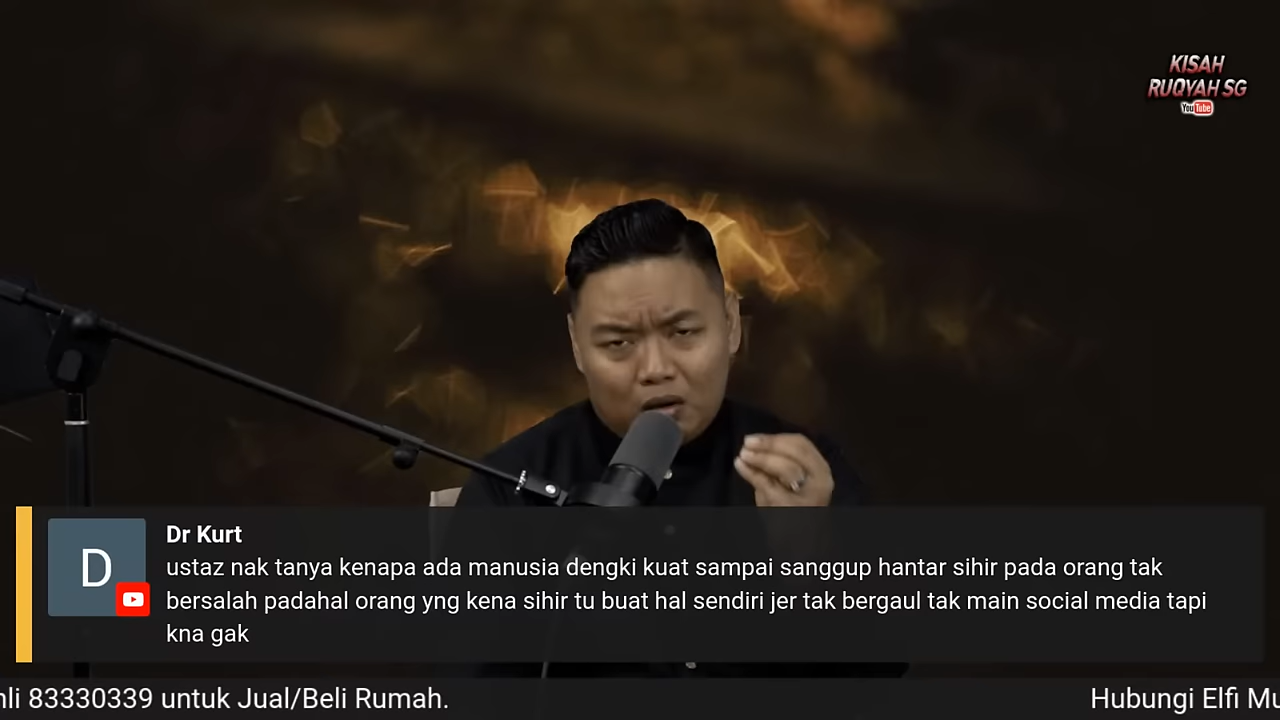 KISAH
RUQYAH SG
YouTube
D
Dr Kurt
ustaz nak tanya kenapa ada manusia dengki kuat sampai sanggup hantar sihir pada orang tak
bersalah padahal orang yng kena sihir tu buat hal sendiri jer tak bergaul tak main social media tapi
kna gak
83330339 untuk Jual/Beli Rumah.
Hubungi Elfi